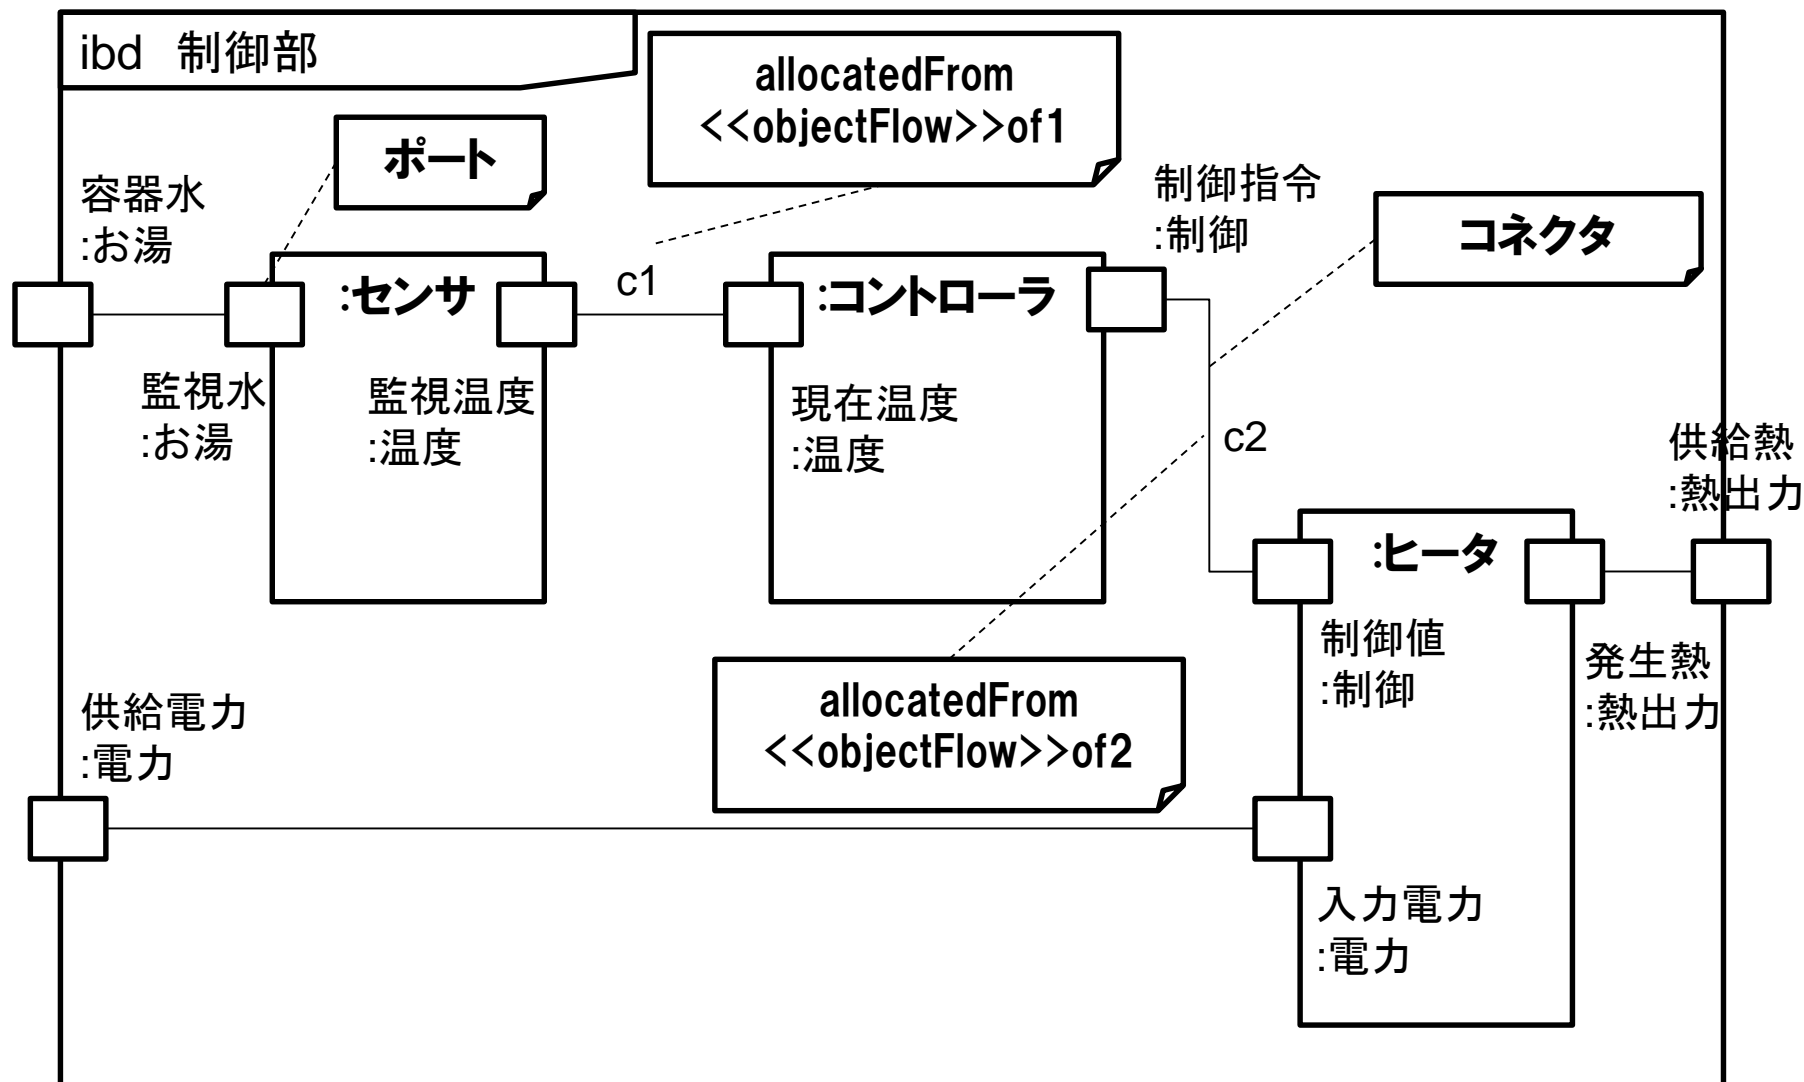 ibd 制御部
allocatedFrom
<<objectFlow>>of1
ポート
容器水
:お湯
制御指令
:制御
コネクタ
:センサ
c1
:コントローラ
監視水
:お湯
監視温度
:温度
現在温度
:温度
c2
供給熱
:熱出力
:ヒータ
制御値
:制御
発生熱
:熱出力
供給電力
:電力
allocatedFrom
<<objectFlow>>of2
入力電力
:電力